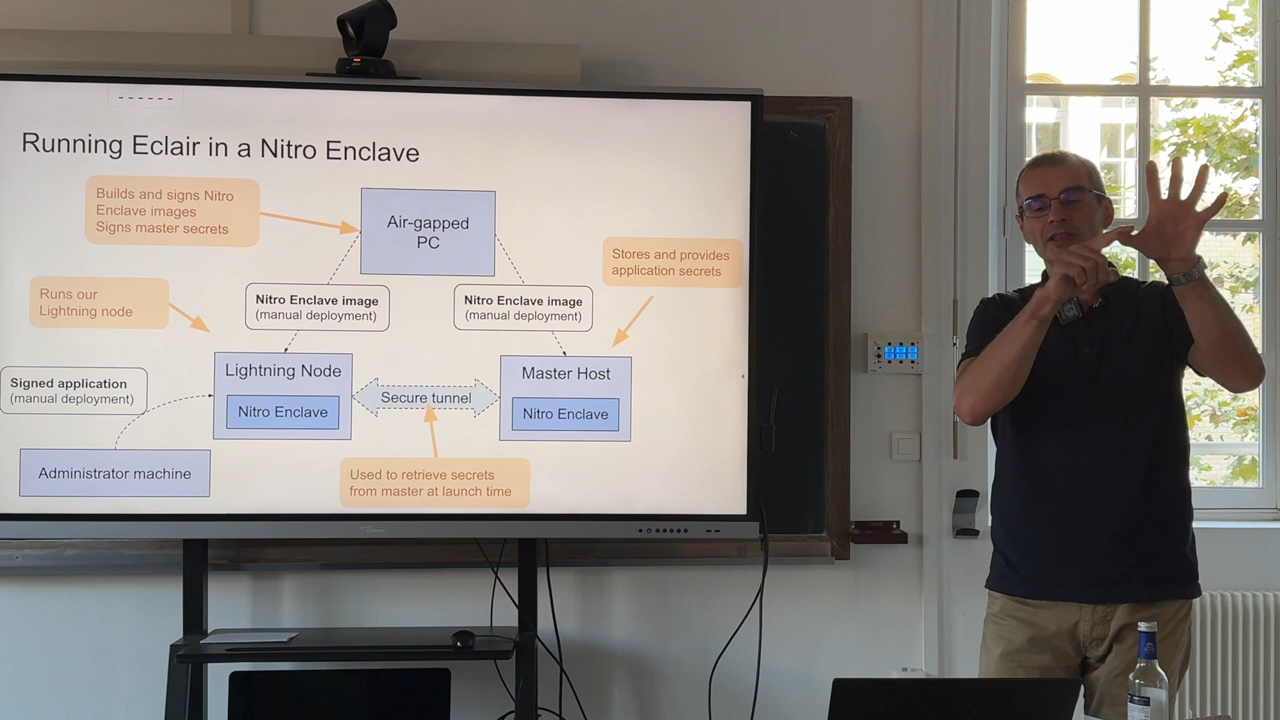 Running Eclair in a Nitro Enclave
Builds and signs Nitro
Enclave images
Signs master secrets
Air-gapped
PC
Stores and provides
application secrets
Runs our
Lightning node
Nitro Enclave image
(manual deployment)
Nitro Enclave image
(manual deployment)
Signed application
(manual deployment)
Lightning Node
Nitro Enclave
Secure tunnel
Master Host
Nitro Enclave
Administrator machine
Used to retrieve secrets
from master at launch time